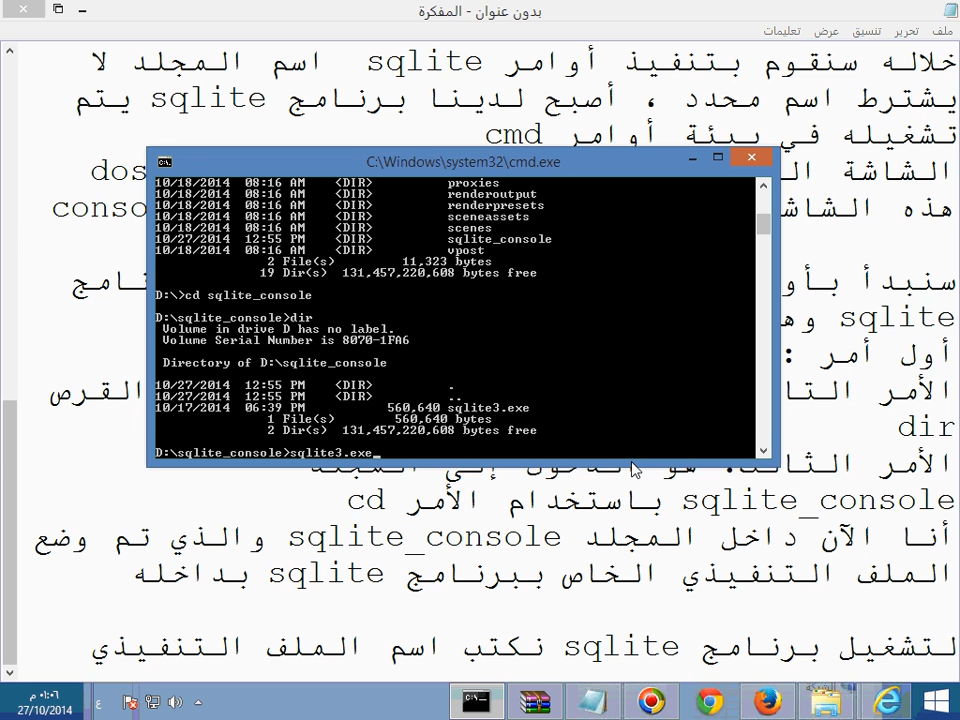 بدون عنوان - المفكرة
ملف تحرير تنسيق عرض تعليمات
خلاله سنقوم بتنفيذ أوامر sqlite اسم المجلد لا
يشترط اسم محدد ، أصبح لدينا برنامج sqlite يتم
تشغيله في بيئة أوامر cmd
الشاشة dos
هذه
سنبدأ
sqlite
أول أمر :
الأمر القرص
dir
الأمر
sqlite_console باستخدام الأمر cd
أنا الآن داخل المجلد sqlite_console والذي تم وضع
الملف التنفيذي الخاص ببرنامج sqlite بداخله
لتشغيل برنامج sqlite نكتب اسم الملف التنفيذي
C:\Windows\system32\cmd.exe
10/18/2014 08:16 AM <DIR> proxies
10/18/2014 08:16 AM <DIR> renderoutput
10/18/2014 08:16 AM <DIR> renderpresets
10/18/2014 08:16 AM <DIR> sceneassets
10/18/2014 08:16 AM <DIR> scenes
10/27/2014 12:55 PM <DIR> sqlite_console
10/18/2014 08:16 AM <DIR> vpost
2 File(s) 11,323 bytes
19 Dir(s) 131,457,220,608 bytes free
D:\>cd sqlite_console
D:\sqlite_console>dir
Volume in drive D has no label.
Volume Serial Number is 8070-1FA6
Directory of D:\sqlite_console
10/27/2014 12:55 PM <DIR> .
10/27/2014 12:55 PM <DIR> ..
10/17/2014 06:39 PM 560,640 sqlite3.exe
1 File(s) 560,640 bytes
2 Dir(s) 131,457,220,608 bytes free
D:\sqlite_console>sqlite3.exe_
٠١:٠٦ م
27/10/2014
ع